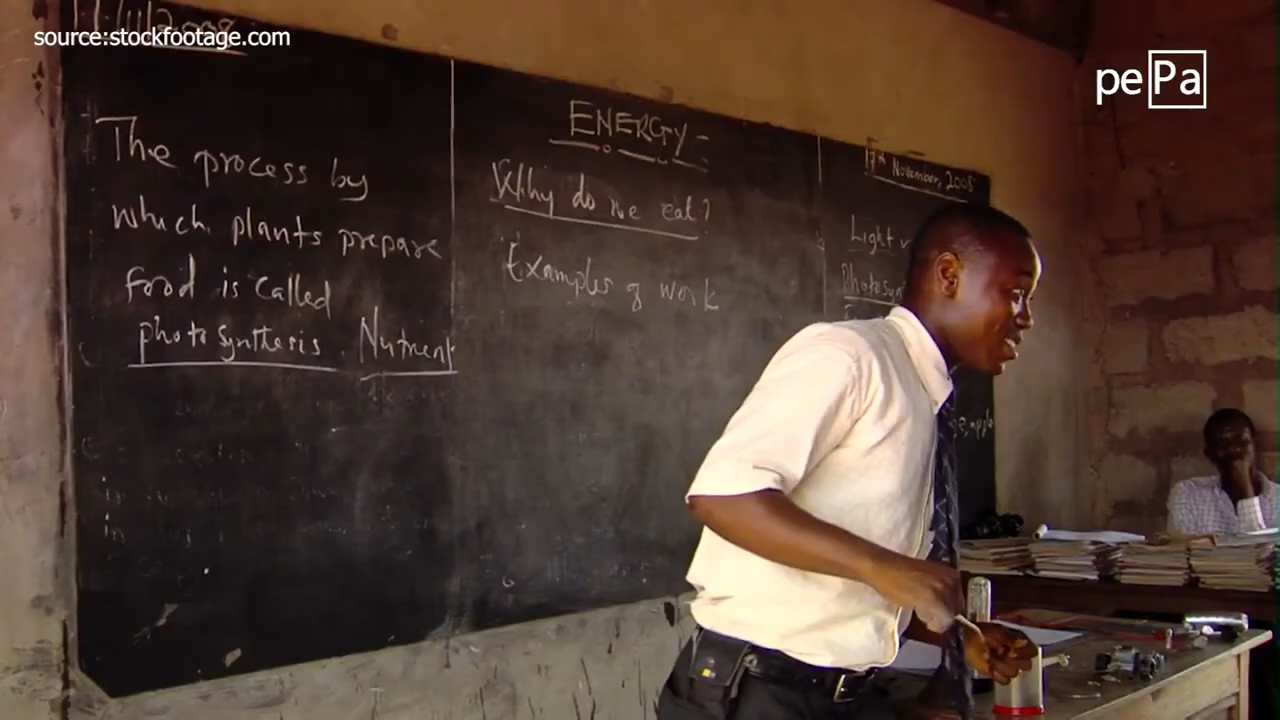 source:stockfootage.com
pePa
The process by
which plants prepare
food is called
photosynthesis. Nutrient
ENERGY
Why do we eat?
Examples of work
17th November, 2008
Light